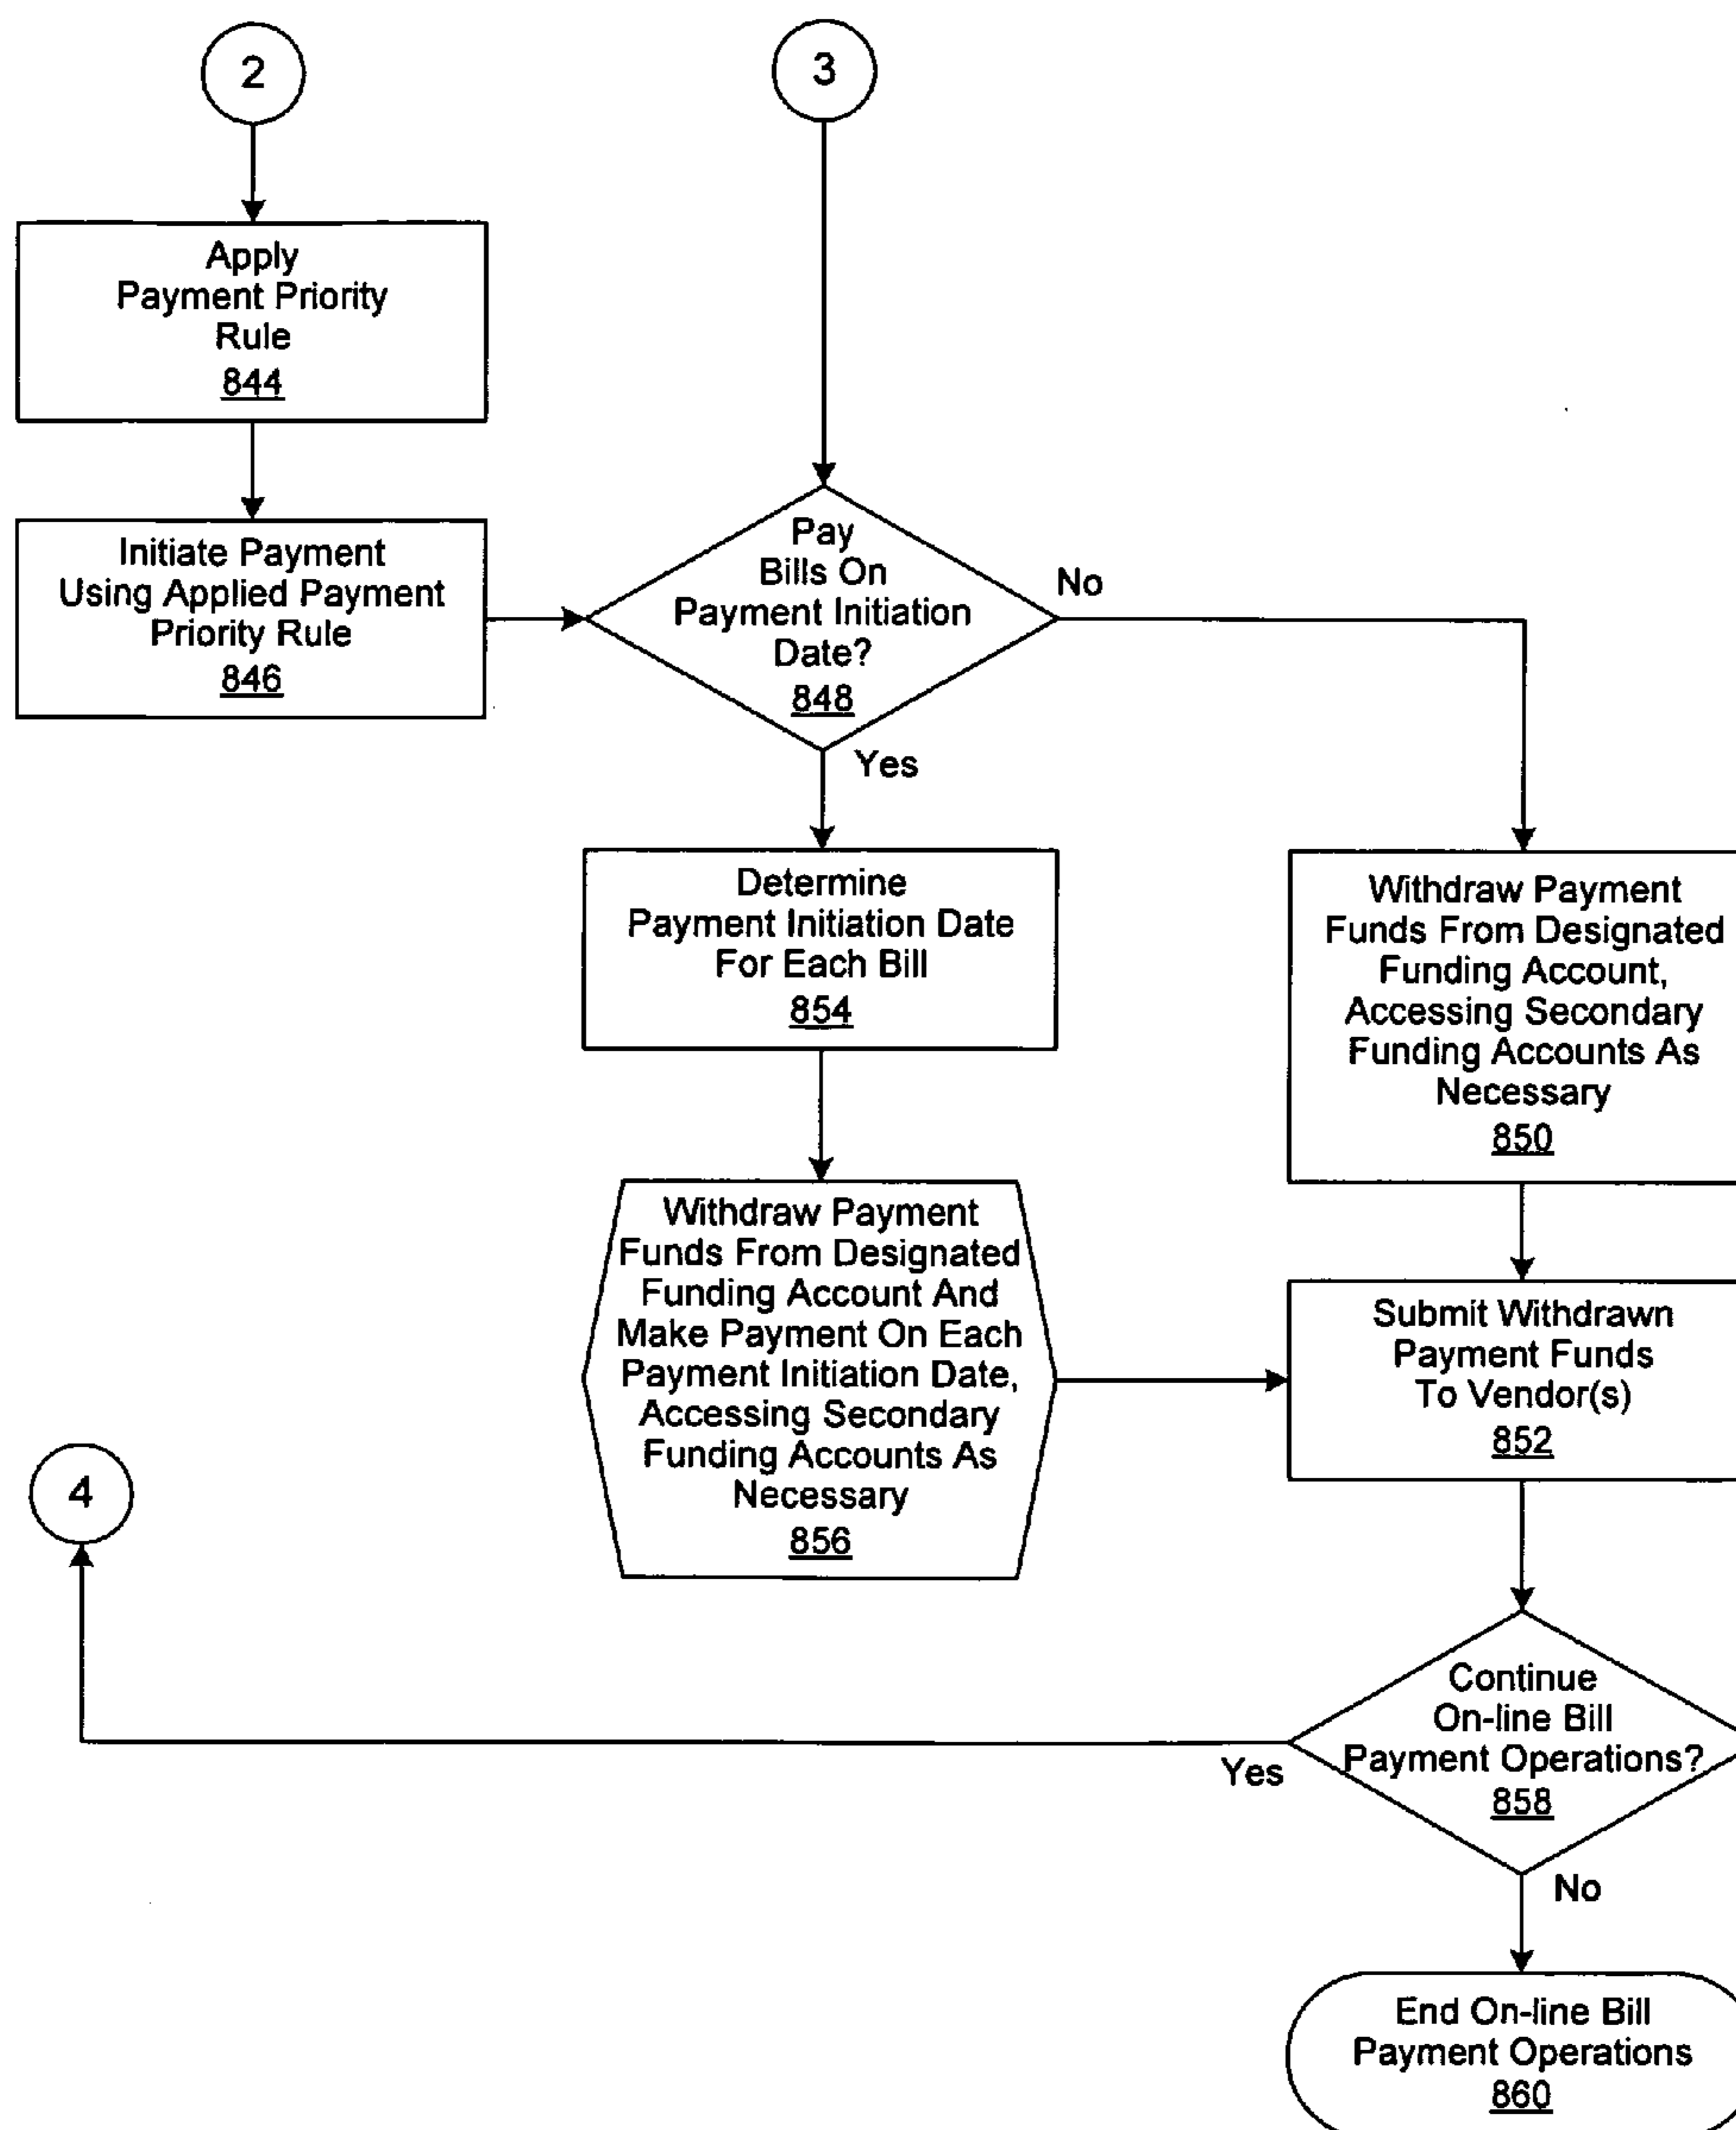 2
3
Apply
Payment Priority
Rule
844
Initiate Payment
Using Applied Payment
Priority Rule
846
Pay
Bills On
Payment Initiation
Date?
848
No
Yes
Determine
Payment Initiation Date
For Each Bill
854
Withdraw Payment
Funds From Designated
Funding Account,
Accessing Secondary
Funding Accounts As
Necessary
850
Withdraw Payment
Funds From Designated
Funding Account And
Make Payment On Each
Payment Initiation Date,
Accessing Secondary
Funding Accounts As
Necessary
856
Submit Withdrawn
Payment Funds
To Vendor(s)
852
4
Continue
On-line Bill
Payment Operations?
858
Yes
No
End On-line Bill
Payment Operations
860